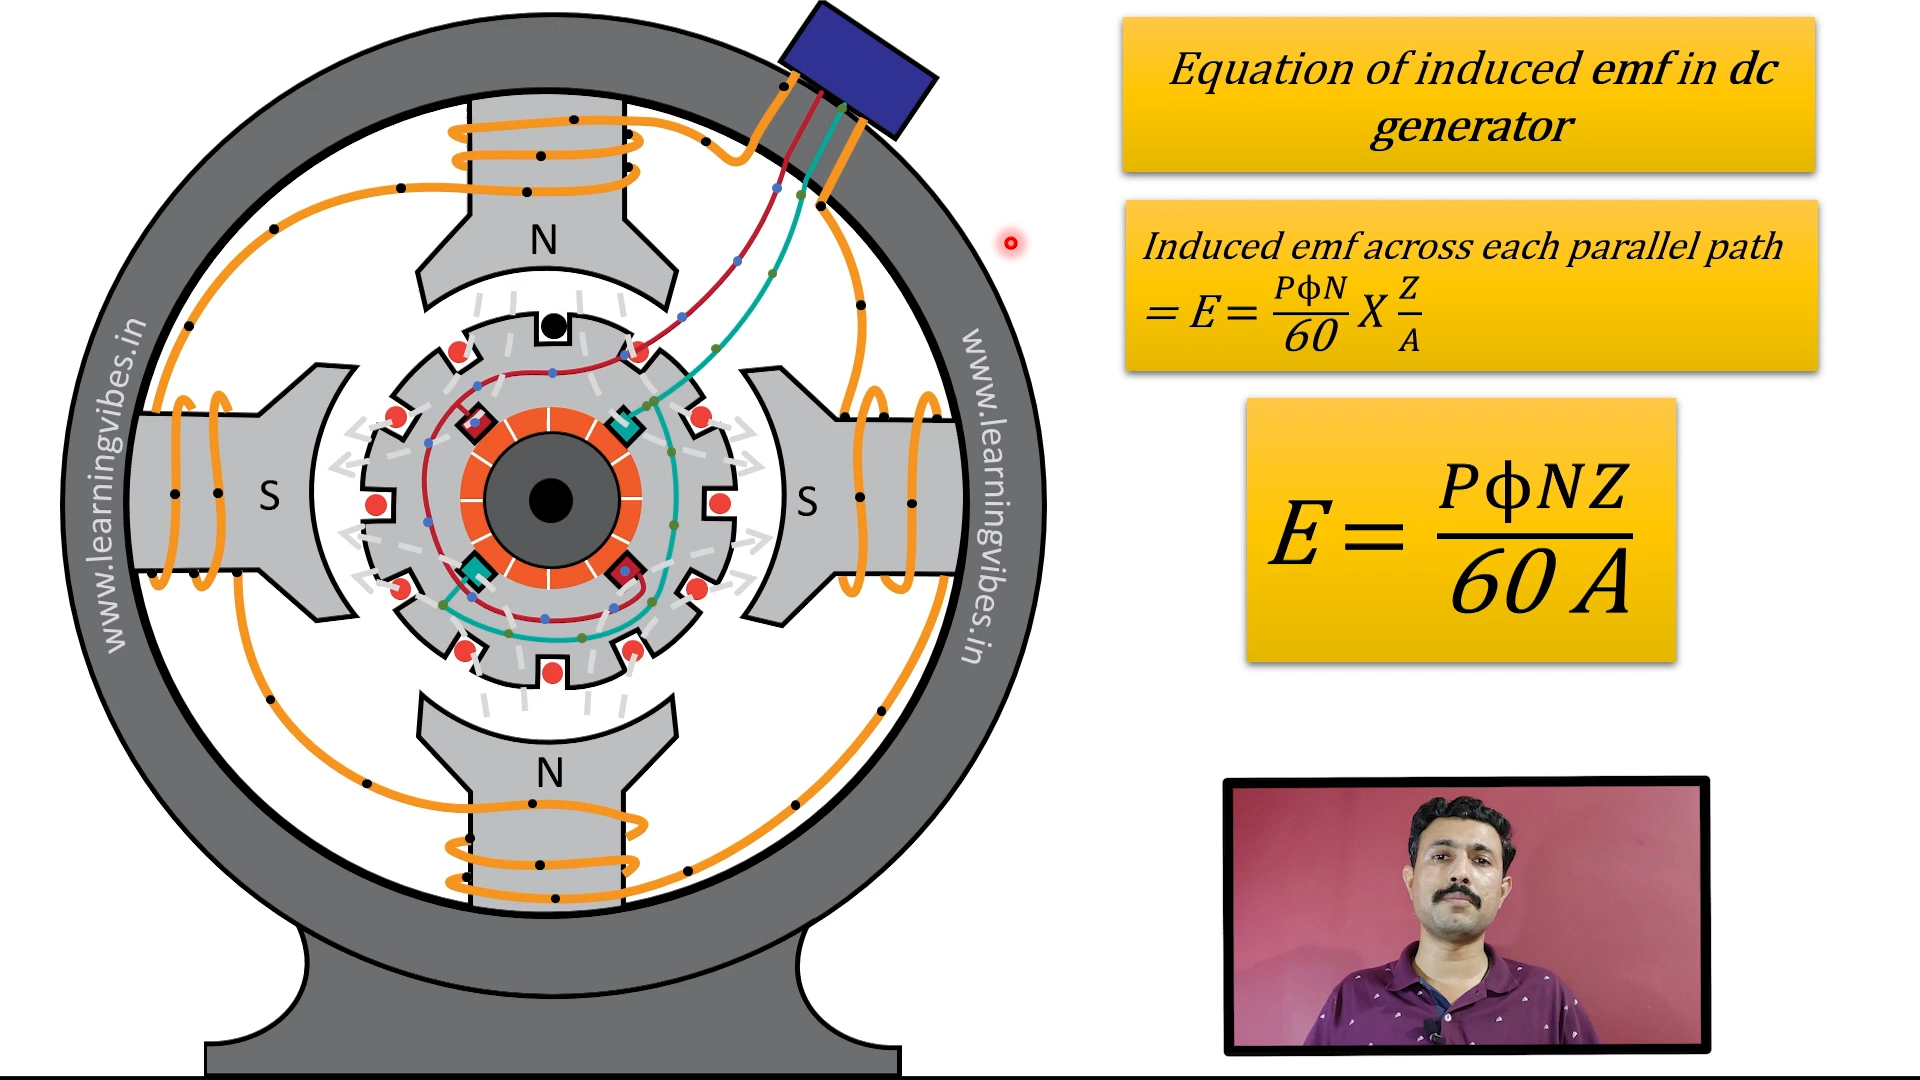 Equation of induced emf in dc
generator
Induced emf across each parallel path
= E = PϕN/60 X Z/A
E = PϕNZ/60 A
N
S
S
N
www.learningvibes.in
www.learningvibes.in